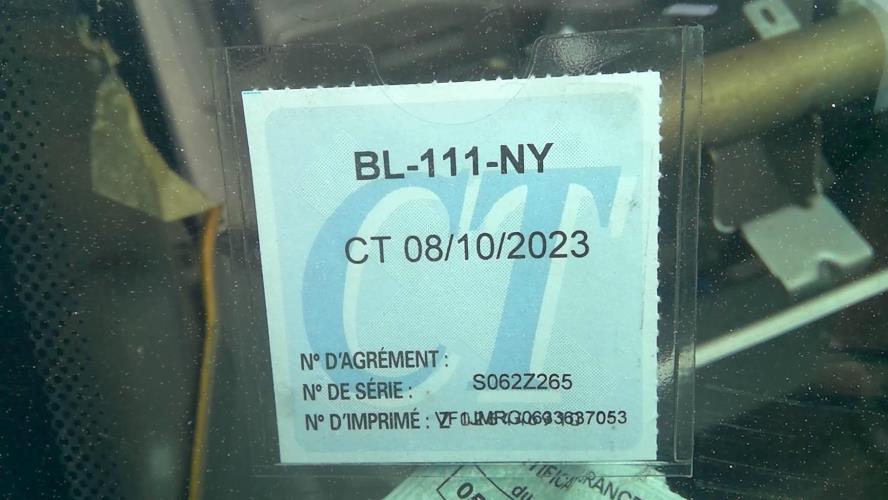 BL-111-NY
CT 08/10/2023
CT
N° D'AGRÉMENT :
N° DE SÉRIE : S062Z265
N° D'IMPRIMÉ :